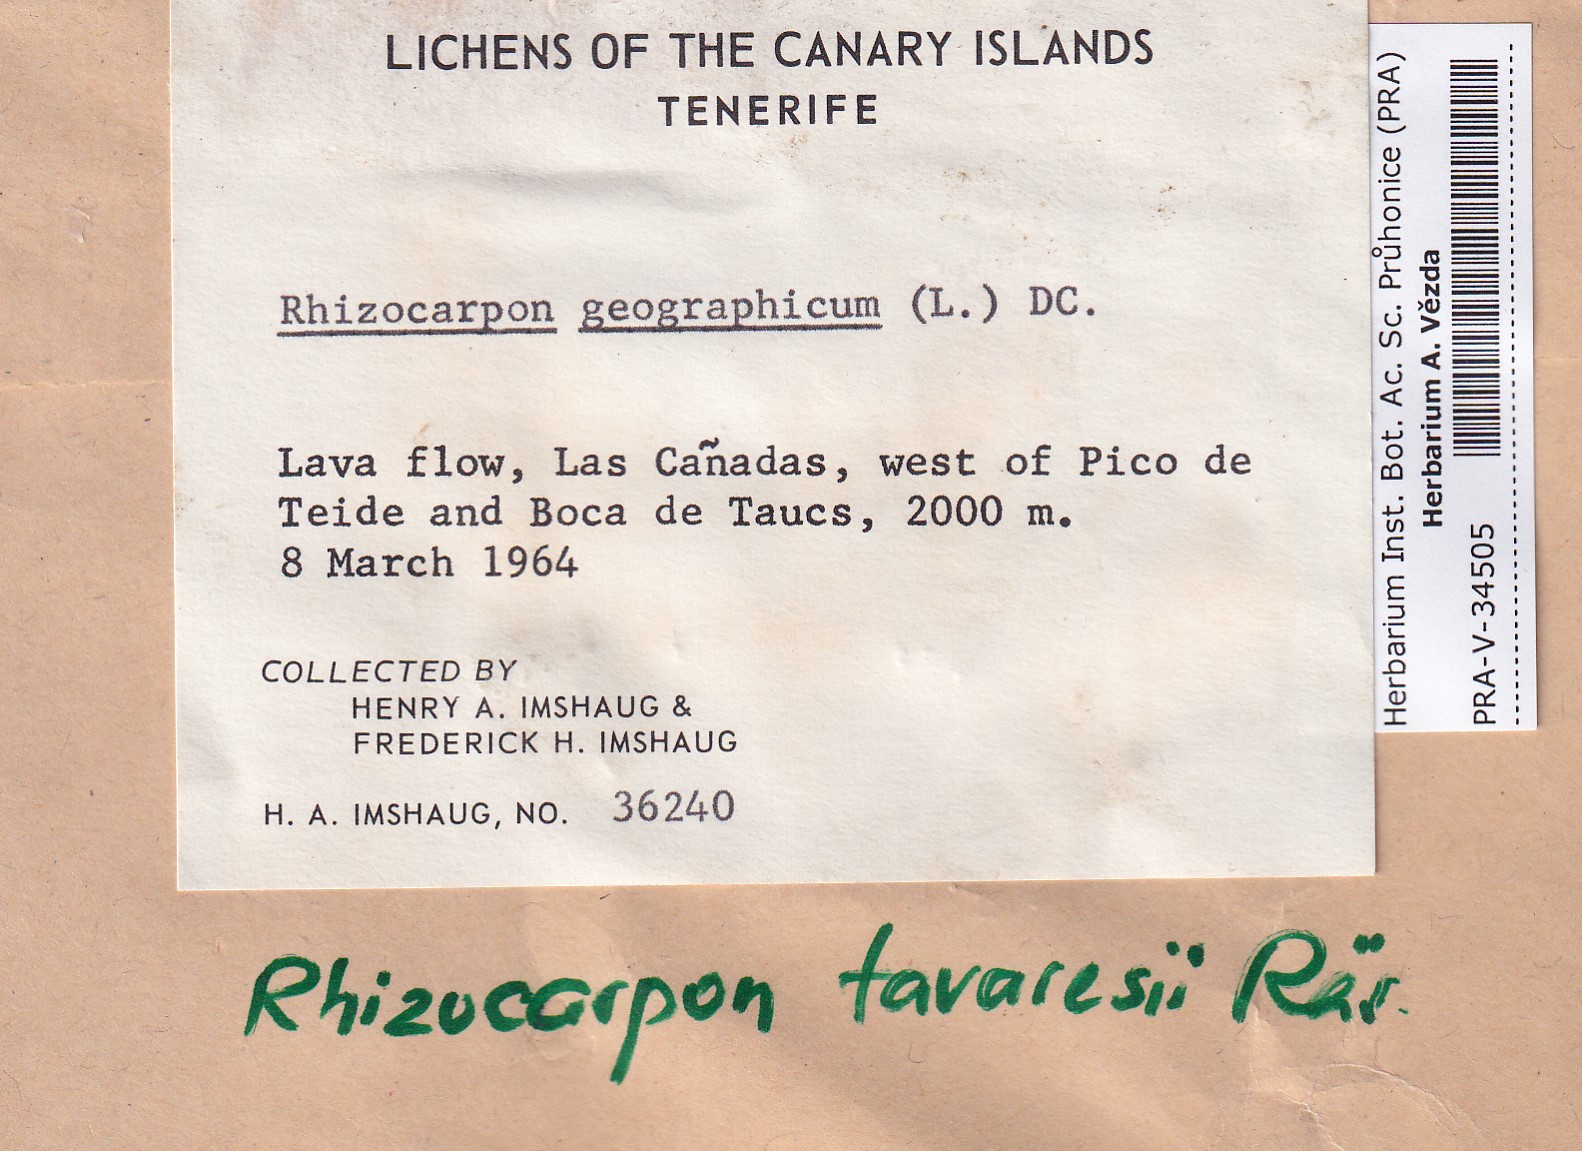 LICHENS OF THE CANARY ISLANDS
TENERIFE
Rhizocarpon geographicum (L.) DC.
Lava flow, Las Cañadas, west of Pico de
Teide and Boca de Taucs, 2000 m.
8 March 1964
COLLECTED BY
HENRY A. IMSHAUG &
FREDERICK H. IMSHAUG
H. A. IMSHAUG, NO. 36240
Herbarium Inst. Bot. Ac. Sc. Průhonice (PRA)
Herbarium A. Vězda
PRA-V-34505
Rhizocarpon tavaresii Räs.